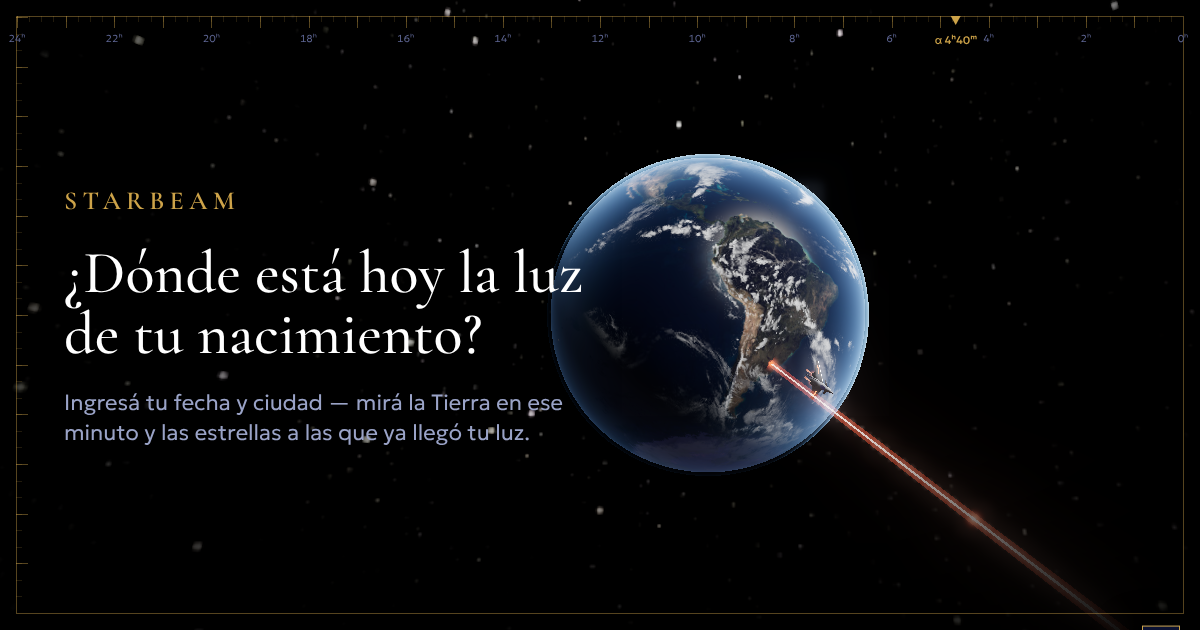 24ʰ 22ʰ 20ʰ 18ʰ 16ʰ 14ʰ 12ʰ 10ʰ 8ʰ 6ʰ α 4ʰ40ᵐ 4ʰ 2ʰ 0ʰ
STARBEAM
¿Dónde está hoy la luz
de tu nacimiento?
Ingresá tu fecha y ciudad — mirá la Tierra en ese
minuto y las estrellas a las que ya llegó tu luz.